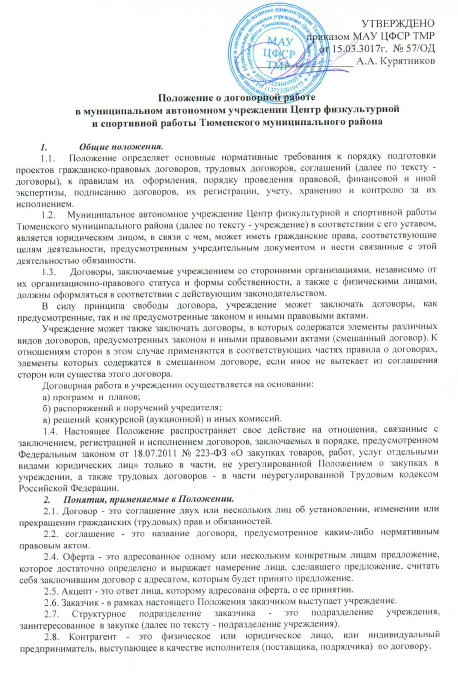 УТВЕРЖДЕНО
приказом МАУ ЦФСР ТМР
от 15.03.2017г. № 57/ОД
А.А. Курятников
МАУ
ЦФСР
ТМР
Положение о договорной работе
в муниципальном автономном учреждении Центр физкультурной
и спортивной работы Тюменского муниципального района
1. Общие положения.
1.1. Положение определяет основные нормативные требования к порядку подготовки
проектов гражданско-правовых договоров, трудовых договоров, соглашений (далее по тексту -
договоры), к правилам их оформления, порядку проведения правовой, финансовой и иной
экспертизы, подписанию договоров, их регистрации, учету, хранению и контролю за их
исполнением.
1.2. Муниципальное автономное учреждение Центр физкультурной и спортивной работы
Тюменского муниципального района (далее по тексту - учреждение) в соответствии с его уставом,
является юридическим лицом, в связи с чем, может иметь гражданские права, соответствующие
целям деятельности, предусмотренным учредительным документом и нести связанные с этой
деятельностью обязанности.
1.3. Договоры, заключаемые учреждением со сторонними организациями, независимо от
их организационно-правового статуса и формы собственности, а также с физическими лицами,
должны оформляться в соответствии с действующим законодательством.
В силу принципа свободы договора, учреждение может заключать договоры, как
предусмотренные, так и не предусмотренные законом и иными правовыми актами.
Учреждение может также заключать договоры, в которых содержатся элементы различных
видов договоров, предусмотренных законом и иными правовыми актами (смешанный договор). К
отношениям сторон в этом случае применяются в соответствующих частях правила о договорах,
элементы которых содержатся в смешанном договоре, если иное не вытекает из соглашения
сторон или существа этого договора.
Договорная работа в учреждении осуществляется на основании:
а) программ и планов;
б) распоряжений и поручений учредителя;
в) решений конкурсной (аукционной) и иных комиссий.
1.4. Настоящее Положение распространяет свое действие на отношения, связанные с
заключением, регистрацией и исполнением договоров, заключаемых в порядке, предусмотренном
Федеральным законом от 18.07.2011 № 223-ФЗ «О закупках товаров, работ, услуг отдельными
видами юридических лиц» только в части, не урегулированной Положением о закупках в
учреждении, а также трудовых договоров - в части неурегулированной Трудовым кодексом
Российской Федерации.
2. Понятия, применяемые в Положении.
2.1. Договор - это соглашение двух или нескольких лиц об установлении, изменении или
прекращении гражданских (трудовых) прав и обязанностей.
2.2. соглашение - это название договора, предусмотренное каким-либо нормативным
правовым актом.
2.4. Оферта - это адресованное одному или нескольким конкретным лицам предложение,
которое достаточно определенно и выражает намерение лица, сделавшего предложение, считать
себя заключившим договор с адресатом, которым будет принято предложение.
2.5. Акцепт - это ответ лица, которому адресована оферта, о ее принятии.
2.6. Заказчик - в рамках настоящего Положения заказчиком выступает учреждение.
2.7. Структурное подразделение заказчика - это подразделение учреждения,
заинтересованное в закупке (далее по тексту - подразделение учреждения).
2.8. Контрагент - это физическое или юридическое лицо, или индивидуальный
предприниматель, выступающее в качестве исполнителя (поставщика, подрядчика) по договору.